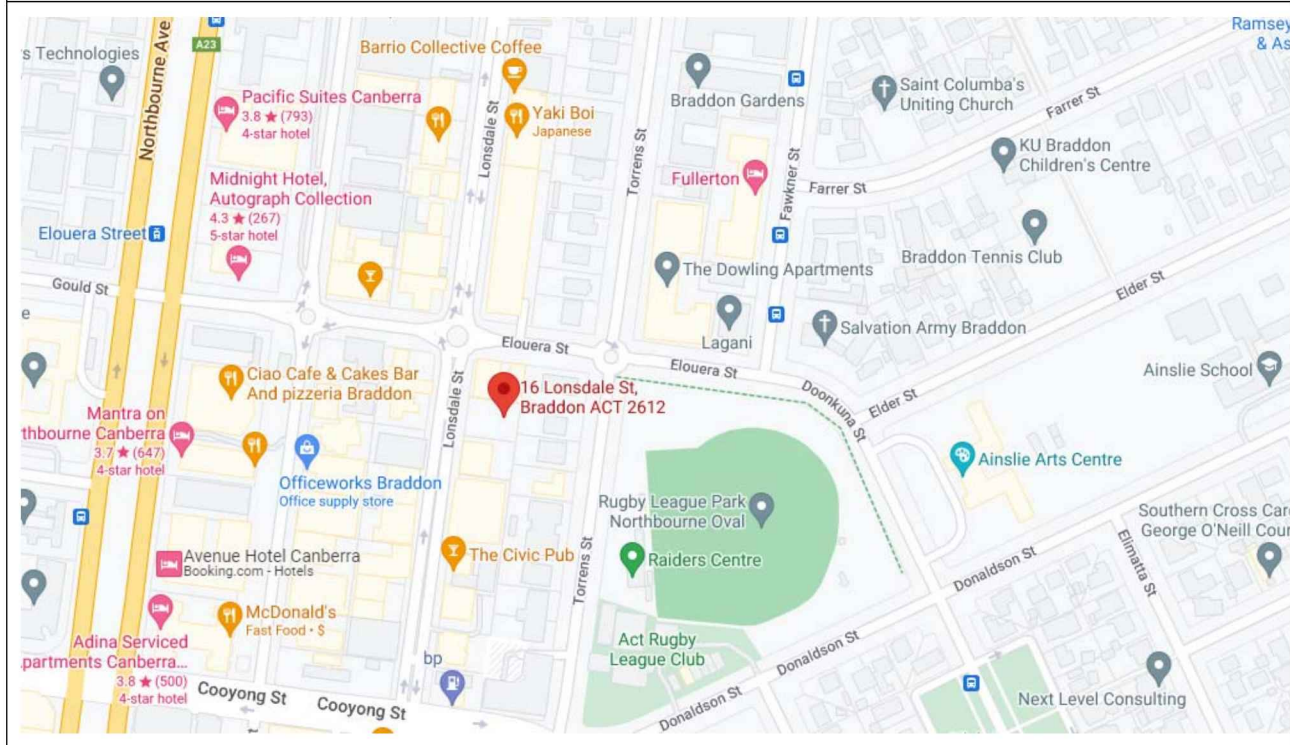 Ramsey
& As
rs Technologies
Northbourne Ave
A23
Barrio Collective Coffee
Pacific Suites Canberra
3.8 ★ (793)
4-star hotel
Yaki Boi
Japanese
Braddon Gardens
Saint Columba's
Uniting Church
Farrer St
KU Braddon
Children's Centre
Lonsdale St
Torrens St
Fawkner St
Midnight Hotel,
Autograph Collection
4.3 ★ (267)
5-star hotel
Fullerton
Farrer St
Elouera Street
Braddon Tennis Club
The Dowling Apartments
Elder St
Gould St
e
Lagani
Salvation Army Braddon
Elouera St
Elouera St
Ainslie School
Ciao Cafe & Cakes Bar
And pizzeria Braddon
16 Lonsdale St,
Braddon ACT 2612
Doonkuna St
Elder St
Lonsdale St
Mantra on
thbourne Canberra
3.7 ★ (647)
4-star hotel
Officeworks Braddon
Office supply store
Ainslie Arts Centre
Rugby League Park
Northbourne Oval
Southern Cross Care
George O'Neill Cour
Avenue Hotel Canberra
Booking.com - Hotels
The Civic Pub
Raiders Centre
Torrens St
Donaldson St
Elimatta St
McDonald's
Fast Food • $
Adina Serviced
partments Canberra...
3.8 ★ (500)
4-star hotel
bp
Act Rugby
League Club
Donaldson St
Cooyong St
Cooyong St
Donaldson St
Next Level Consulting